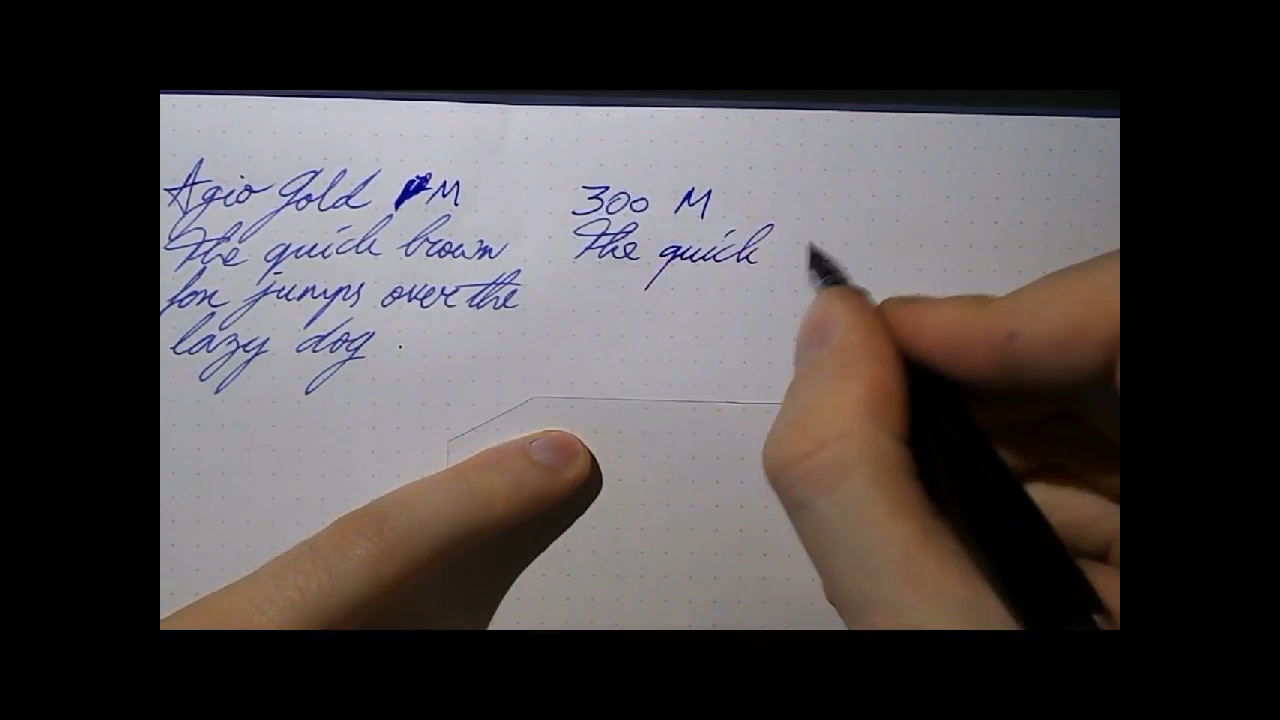 Agio Gold M
The quick brown
fox jumps over the
lazy dog.
300 M
The quick